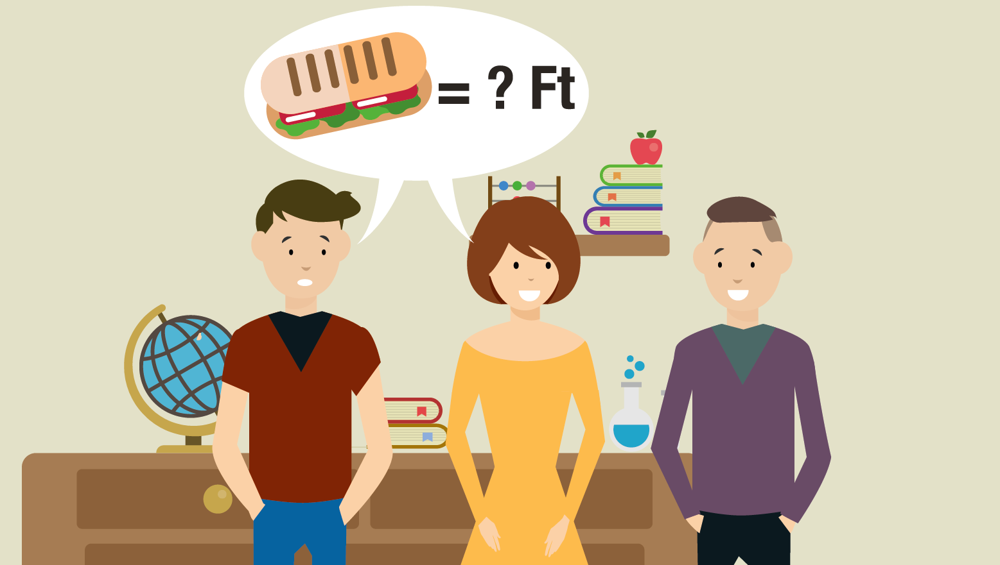 = ? Ft